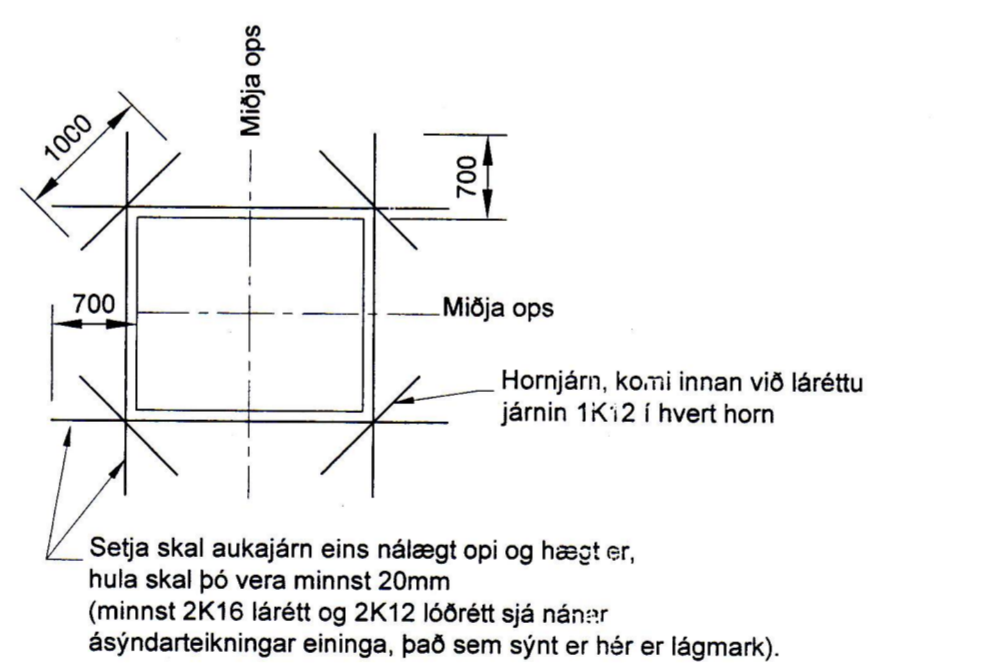 Miðja ops
1000
700
700
Miðja ops
Hornjárn, komi innan við láréttu
járnin 1K12 í hvert horn
Setja skal aukajárn eins nálægt opi og hægt er,
hula skal þó vera minnst 20mm
(minnst 2K16 lárétt og 2K12 lóðrétt sjá nánar
ásýndarteikningar eininga, það sem sýnt er hér er lágmark).